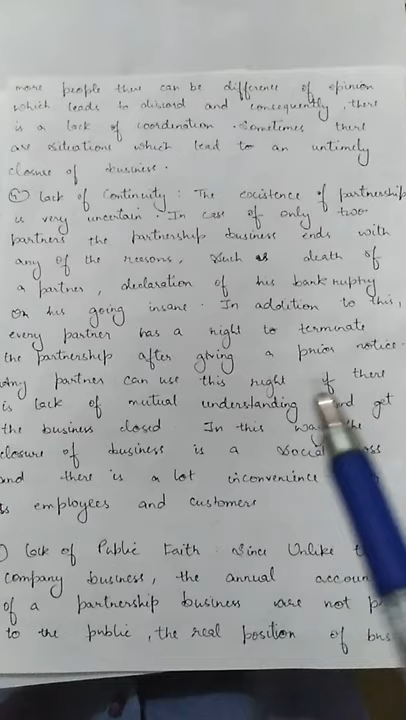 more people there can be difference of opinion
which leads to discord and consequently, there
is a lack of coordination. Sometimes there
are situations which lead to an untimely
closure of business.
④ Lack of Continuity: The existence of partnership
is very uncertain. In case of only two
partners the partnership business ends with
any of the reasons, such as death of
a partner, declaration of his bankruptcy
on his going insane. In addition to this,
every partner has a right to terminate
the partnership after giving a prior notice.
Any partner can use this right if there
is lack of mutual understanding and get
the business closed. In this way the
closure of business is a social
and there is a lot inconvenience
employees and customers
Lack of Public Faith. Since Unlike
company business, the annual
of a partnership business are not
to the public, the real position of